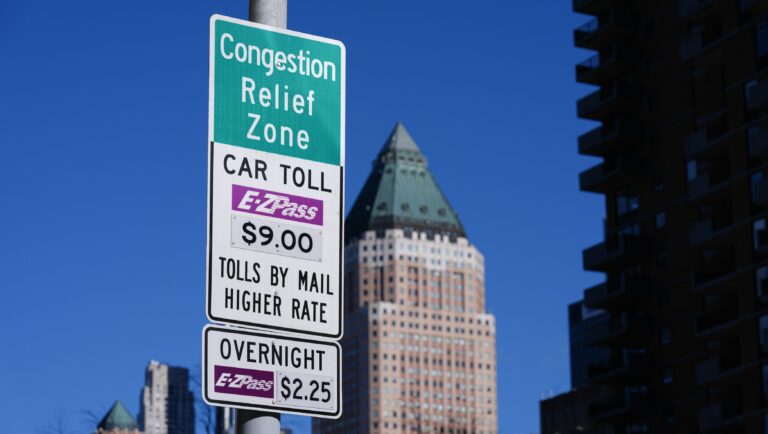 Congestion
Relief
Zone
CAR TOLL
E-ZPass
$9.00
TOLLS BY MAIL
HIGHER RATE
OVERNIGHT
E-ZPass $2.25